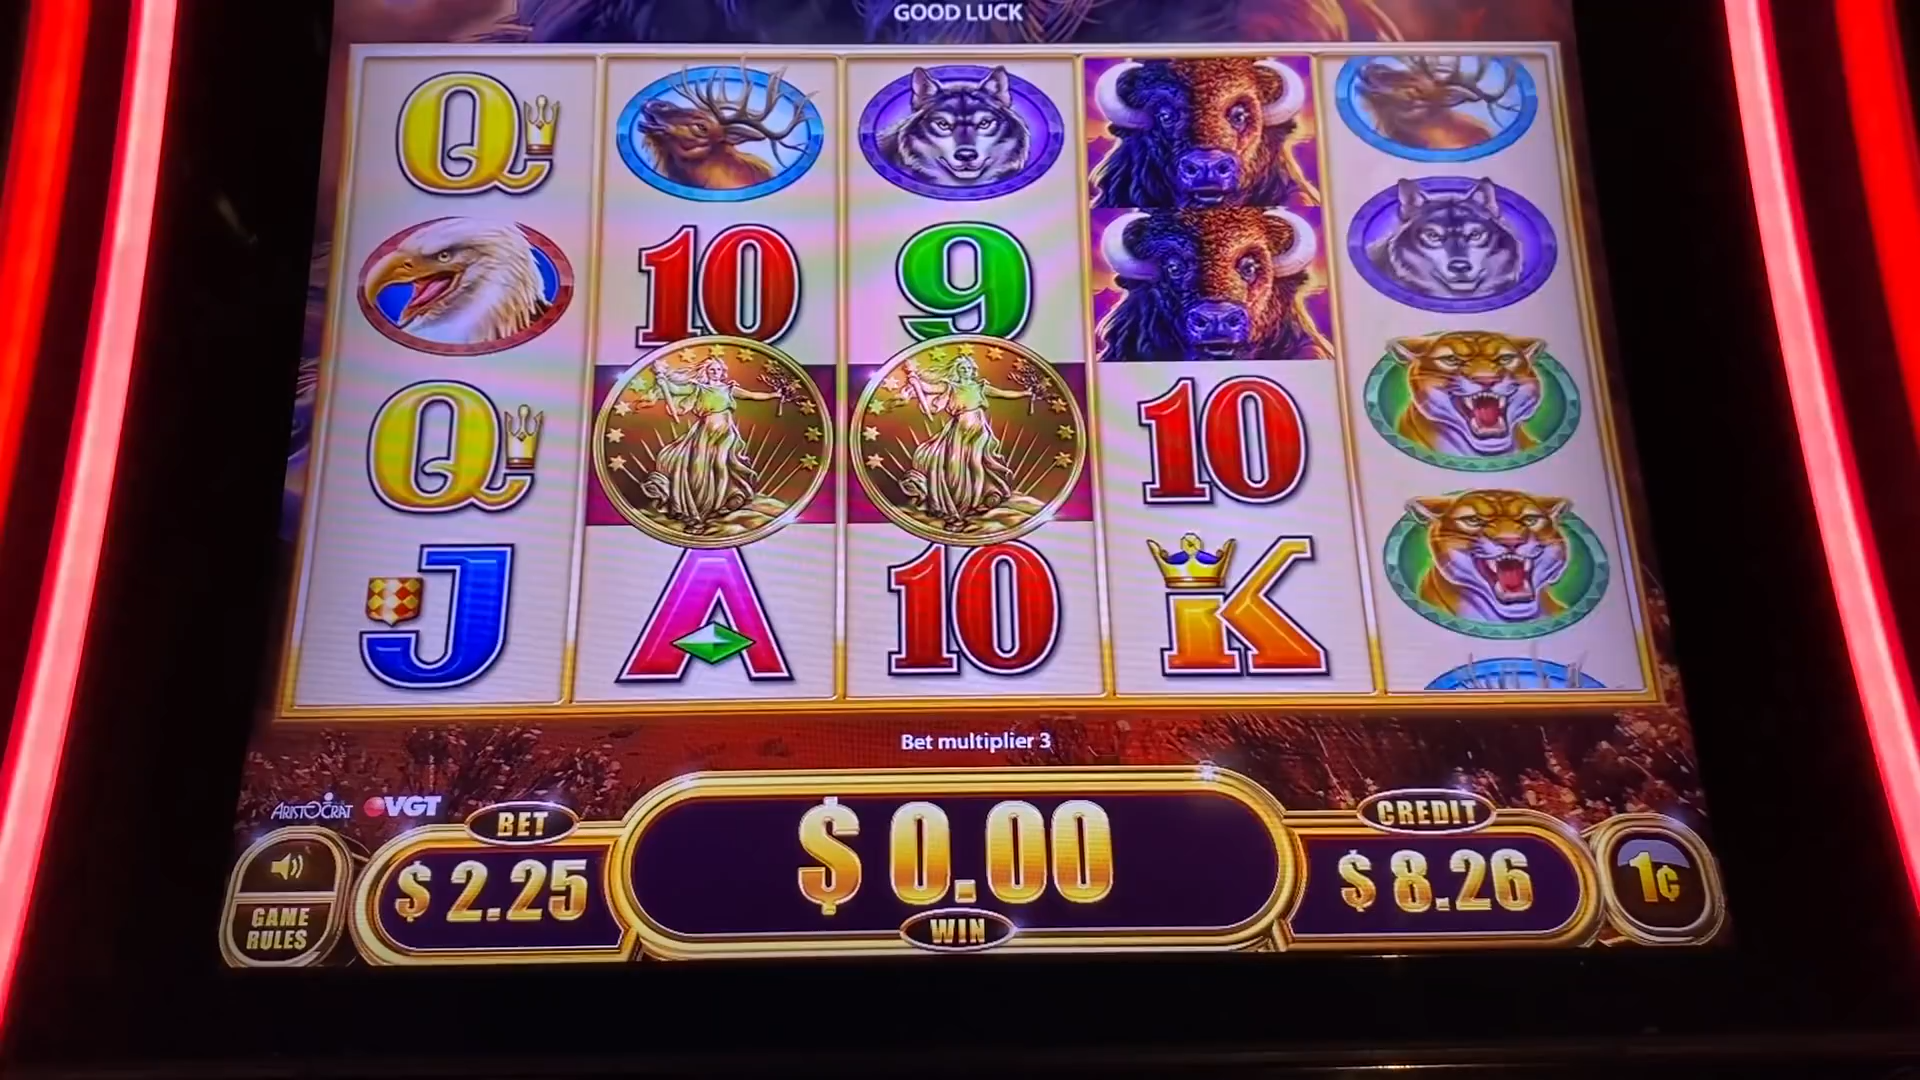 GOOD LUCK
Q
10 9
Q 10
J A 10 K
Bet multiplier 3
ARISTOCRAT VGT
BET CREDIT
$2.25 $0.00 $8.26 1¢
GAME
RULES
WIN